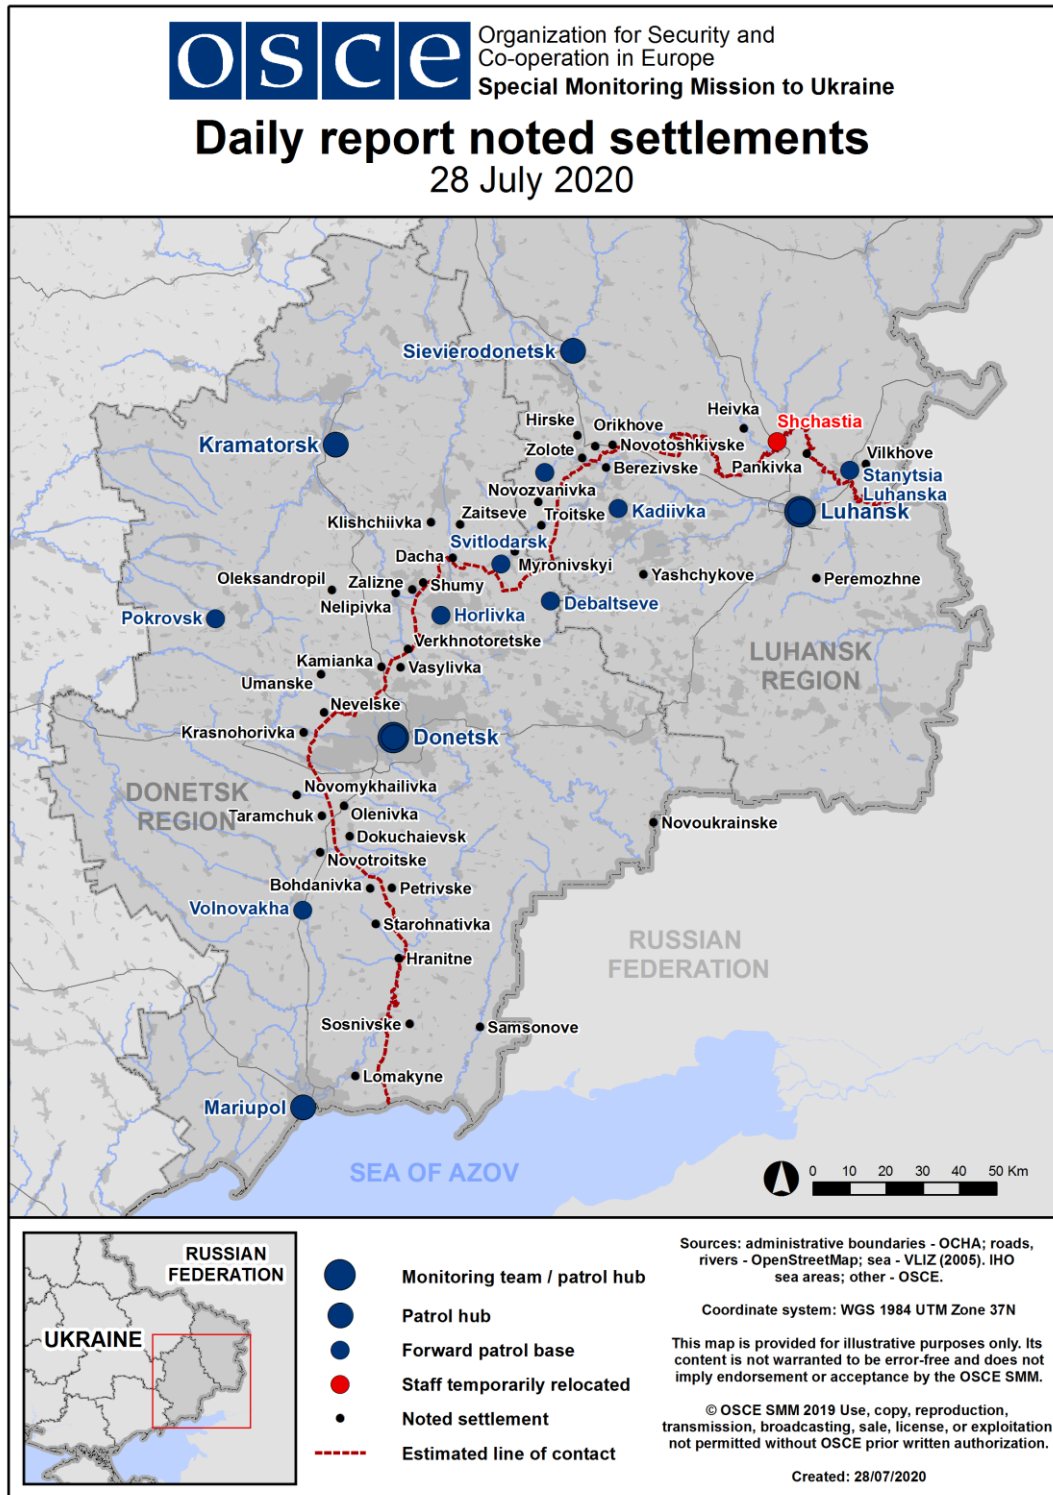 osce
Organization for Security and
Co-operation in Europe
Special Monitoring Mission to Ukraine
Daily report noted settlements
28 July 2020
Sievierodonetsk
Heivka
Shchastia
Hirske
Orikhove
Kramatorsk
Novotoshkivske
Zolote
Vilkhove
Berezivske
Pankivka
Stanytsia
Luhanska
Novozvanivka
Kadiivka
Luhansk
Klishchiivka
Zaitseve
Troitske
Svitlodarsk
Dacha
Myronivskyi
Yashchykove
Peremozhne
Oleksandropil
Zalizne
Shumy
Nelipivka
Debaltseve
Pokrovsk
Horlivka
Verkhnotoretske
LUHANSK
REGION
Kamianka
Vasylivka
Umanske
Nevelske
Krasnohorivka
Donetsk
DONETSK
REGION
Novomykhailivka
Taramchuk
Olenivka
Novoukrainske
Dokuchaievsk
Novotroitske
Bohdanivka
Petrivske
Volnovakha
Starohnativka
RUSSIAN
FEDERATION
Hranitne
Sosnivske
Samsonove
Lomakyne
Mariupol
SEA OF AZOV
0 10 20 30 40 50 Km
RUSSIAN
FEDERATION
UKRAINE
Monitoring team / patrol hub
Patrol hub
Forward patrol base
Staff temporarily relocated
Noted settlement
Estimated line of contact
Sources: administrative boundaries - OCHA; roads,
rivers - OpenStreetMap; sea - VLIZ (2005). IHO
sea areas; other - OSCE.
Coordinate system: WGS 1984 UTM Zone 37N
This map is provided for illustrative purposes only. Its
content is not warranted to be error-free and does not
imply endorsement or acceptance by the OSCE SMM.
© OSCE SMM 2019 Use, copy, reproduction,
transmission, broadcasting, sale, license, or exploitation
not permitted without OSCE prior written authorization.
Created: 28/07/2020